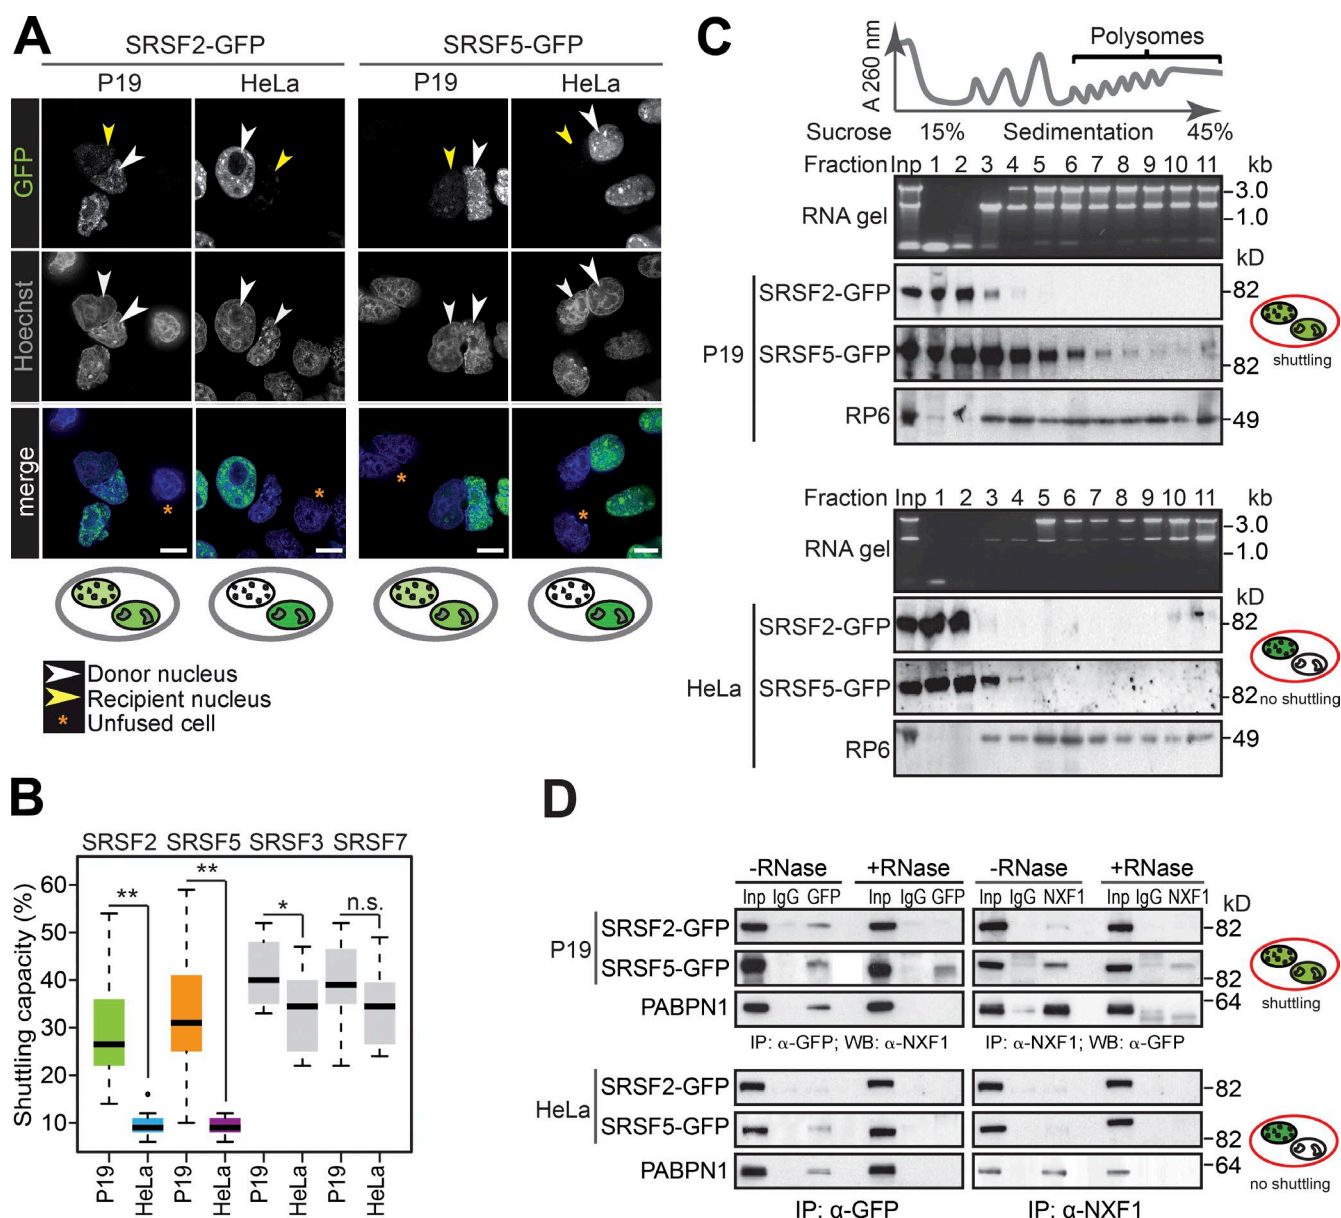 A
SRSF2-GFP SRSF5-GFP
P19 HeLa P19 HeLa
GFP
Hoechst
merge
* * * *
Donor nucleus
Recipient nucleus
* Unfused cell
B
SRSF2 SRSF5 SRSF3 SRSF7
Shuttling capacity (%)
60
50
40
30
20
10
** ** * n.s.
P19 HeLa P19 HeLa P19 HeLa P19 HeLa
C
A 260 nm
Polysomes
Sucrose 15% Sedimentation 45%
Fraction Inp 1 2 3 4 5 6 7 8 9 10 11 kb
RNA gel
3.0
1.0
kD
P19
SRSF2-GFP 82
SRSF5-GFP 82
RP6 49
shuttling
Fraction Inp 1 2 3 4 5 6 7 8 9 10 11 kb
RNA gel
3.0
1.0
kD
HeLa
SRSF2-GFP 82
SRSF5-GFP 82
RP6 49
no shuttling
D
-RNase +RNase -RNase +RNase
Inp IgG GFP Inp IgG GFP Inp IgG NXF1 Inp IgG NXF1 kD
P19
SRSF2-GFP 82
SRSF5-GFP 82
PABPN1 64
shuttling
IP: α-GFP; WB: α-NXF1 IP: α-NXF1; WB: α-GFP
HeLa
SRSF2-GFP 82
SRSF5-GFP 82
PABPN1 64
no shuttling
IP: α-GFP IP: α-NXF1